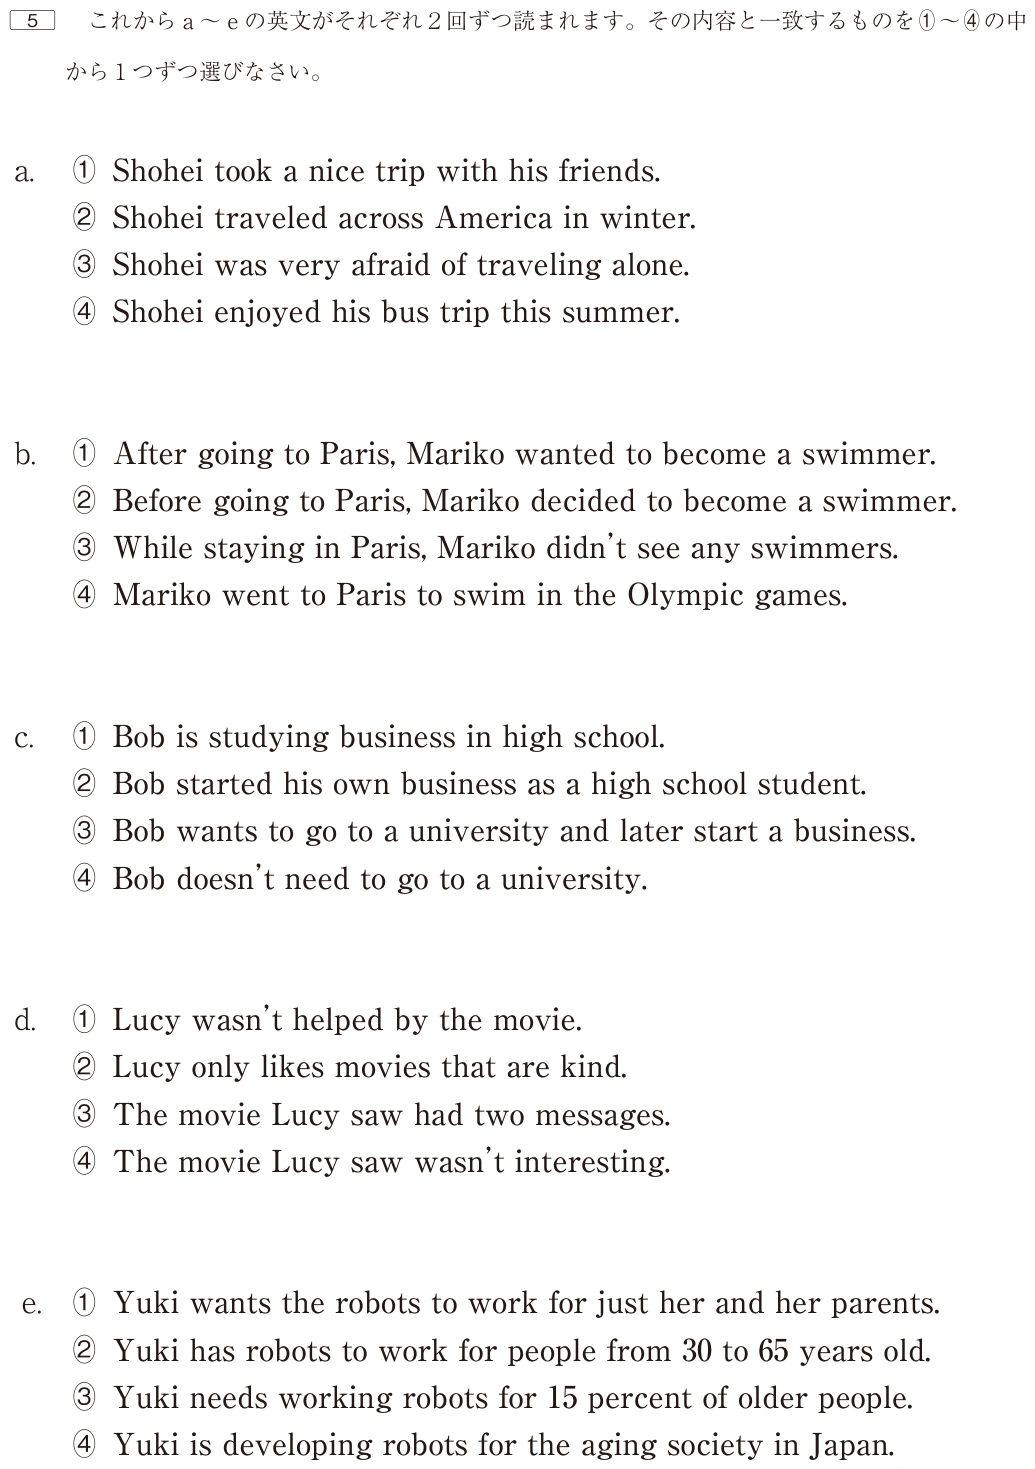 5 これからａ～ｅの英文がそれぞれ２回ずつ読まれます。その内容と一致するものを①～④の中
から１つずつ選びなさい。
a. ① Shohei took a nice trip with his friends.
② Shohei traveled across America in winter.
③ Shohei was very afraid of traveling alone.
④ Shohei enjoyed his bus trip this summer.
b. ① After going to Paris, Mariko wanted to become a swimmer.
② Before going to Paris, Mariko decided to become a swimmer.
③ While staying in Paris, Mariko didn't see any swimmers.
④ Mariko went to Paris to swim in the Olympic games.
c. ① Bob is studying business in high school.
② Bob started his own business as a high school student.
③ Bob wants to go to a university and later start a business.
④ Bob doesn't need to go to a university.
d. ① Lucy wasn't helped by the movie.
② Lucy only likes movies that are kind.
③ The movie Lucy saw had two messages.
④ The movie Lucy saw wasn't interesting.
e. ① Yuki wants the robots to work for just her and her parents.
② Yuki has robots to work for people from 30 to 65 years old.
③ Yuki needs working robots for 15 percent of older people.
④ Yuki is developing robots for the aging society in Japan.